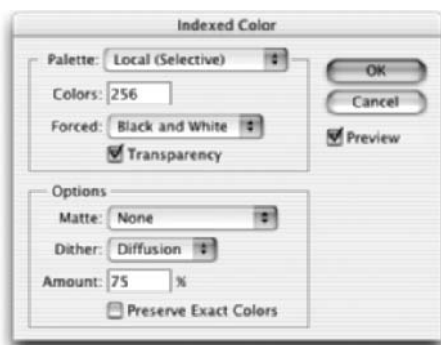 Indexed Color
Palette: Local (Selective)
Colors: 256
Forced: Black and White
Transparency
OK
Cancel
Preview
Options
Matte: None
Dither: Diffusion
Amount: 75 %
Preserve Exact Colors